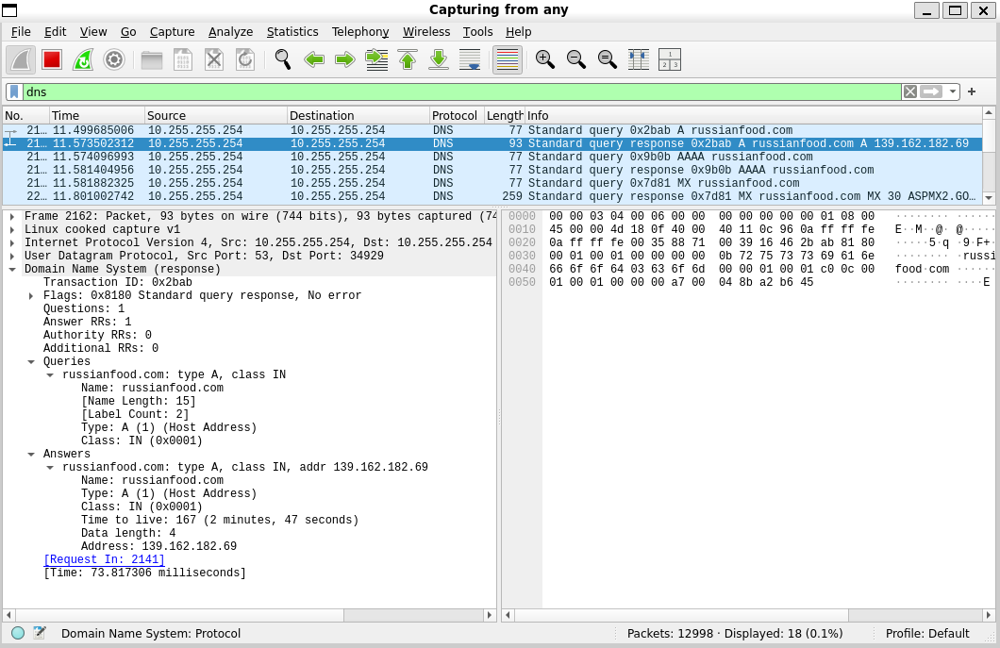 Capturing from any
File Edit View Go Capture Analyze Statistics Telephony Wireless Tools Help
1
2 3
dns
No. Time Source Destination Protocol Length Info
21… 11.499685006 10.255.255.254 10.255.255.254 DNS 77 Standard query 0x2bab A russianfood.com
21… 11.573502312 10.255.255.254 10.255.255.254 DNS 93 Standard query response 0x2bab A russianfood.com A 139.162.182.69
21… 11.574096993 10.255.255.254 10.255.255.254 DNS 77 Standard query 0x9b0b AAAA russianfood.com
21… 11.581404956 10.255.255.254 10.255.255.254 DNS 77 Standard query response 0x9b0b AAAA russianfood.com
21… 11.581882325 10.255.255.254 10.255.255.254 DNS 77 Standard query 0x7d81 MX russianfood.com
22… 11.801002742 10.255.255.254 10.255.255.254 DNS 259 Standard query response 0x7d81 MX russianfood.com MX 30 ASPMX2.GO…
Frame 2162: Packet, 93 bytes on wire (744 bits), 93 bytes captured (74
Linux cooked capture v1
Internet Protocol Version 4, Src: 10.255.255.254, Dst: 10.255.255.254
User Datagram Protocol, Src Port: 53, Dst Port: 34929
Domain Name System (response)
Transaction ID: 0x2bab
Flags: 0x8180 Standard query response, No error
Questions: 1
Answer RRs: 1
Authority RRs: 0
Additional RRs: 0
Queries
russianfood.com: type A, class IN
Name: russianfood.com
[Name Length: 15]
[Label Count: 2]
Type: A (1) (Host Address)
Class: IN (0x0001)
Answers
russianfood.com: type A, class IN, addr 139.162.182.69
Name: russianfood.com
Type: A (1) (Host Address)
Class: IN (0x0001)
Time to live: 167 (2 minutes, 47 seconds)
Data length: 4
Address: 139.162.182.69
[Request In: 2141]
[Time: 73.817306 milliseconds]
0000 00 00 03 04 00 06 00 00 00 00 00 00 00 01 08 00 ········ ······
0010 45 00 00 4d 18 0f 40 00 40 11 0c 96 0a ff ff fe E··M··@· @·····
0020 0a ff ff fe 00 35 88 71 00 39 16 46 2b ab 81 80 ·····5·q ·9·F+·
0030 00 01 00 01 00 00 00 00 0b 72 75 73 73 69 61 6e ········ ·russi
0040 66 6f 6f 64 03 63 6f 6d 00 00 01 00 01 c0 0c 00 food·com ······
0050 01 00 01 00 00 00 a7 00 04 8b a2 b6 45 ········ ····E
Domain Name System: Protocol
Packets: 12998 · Displayed: 18 (0.1%)
Profile: Default